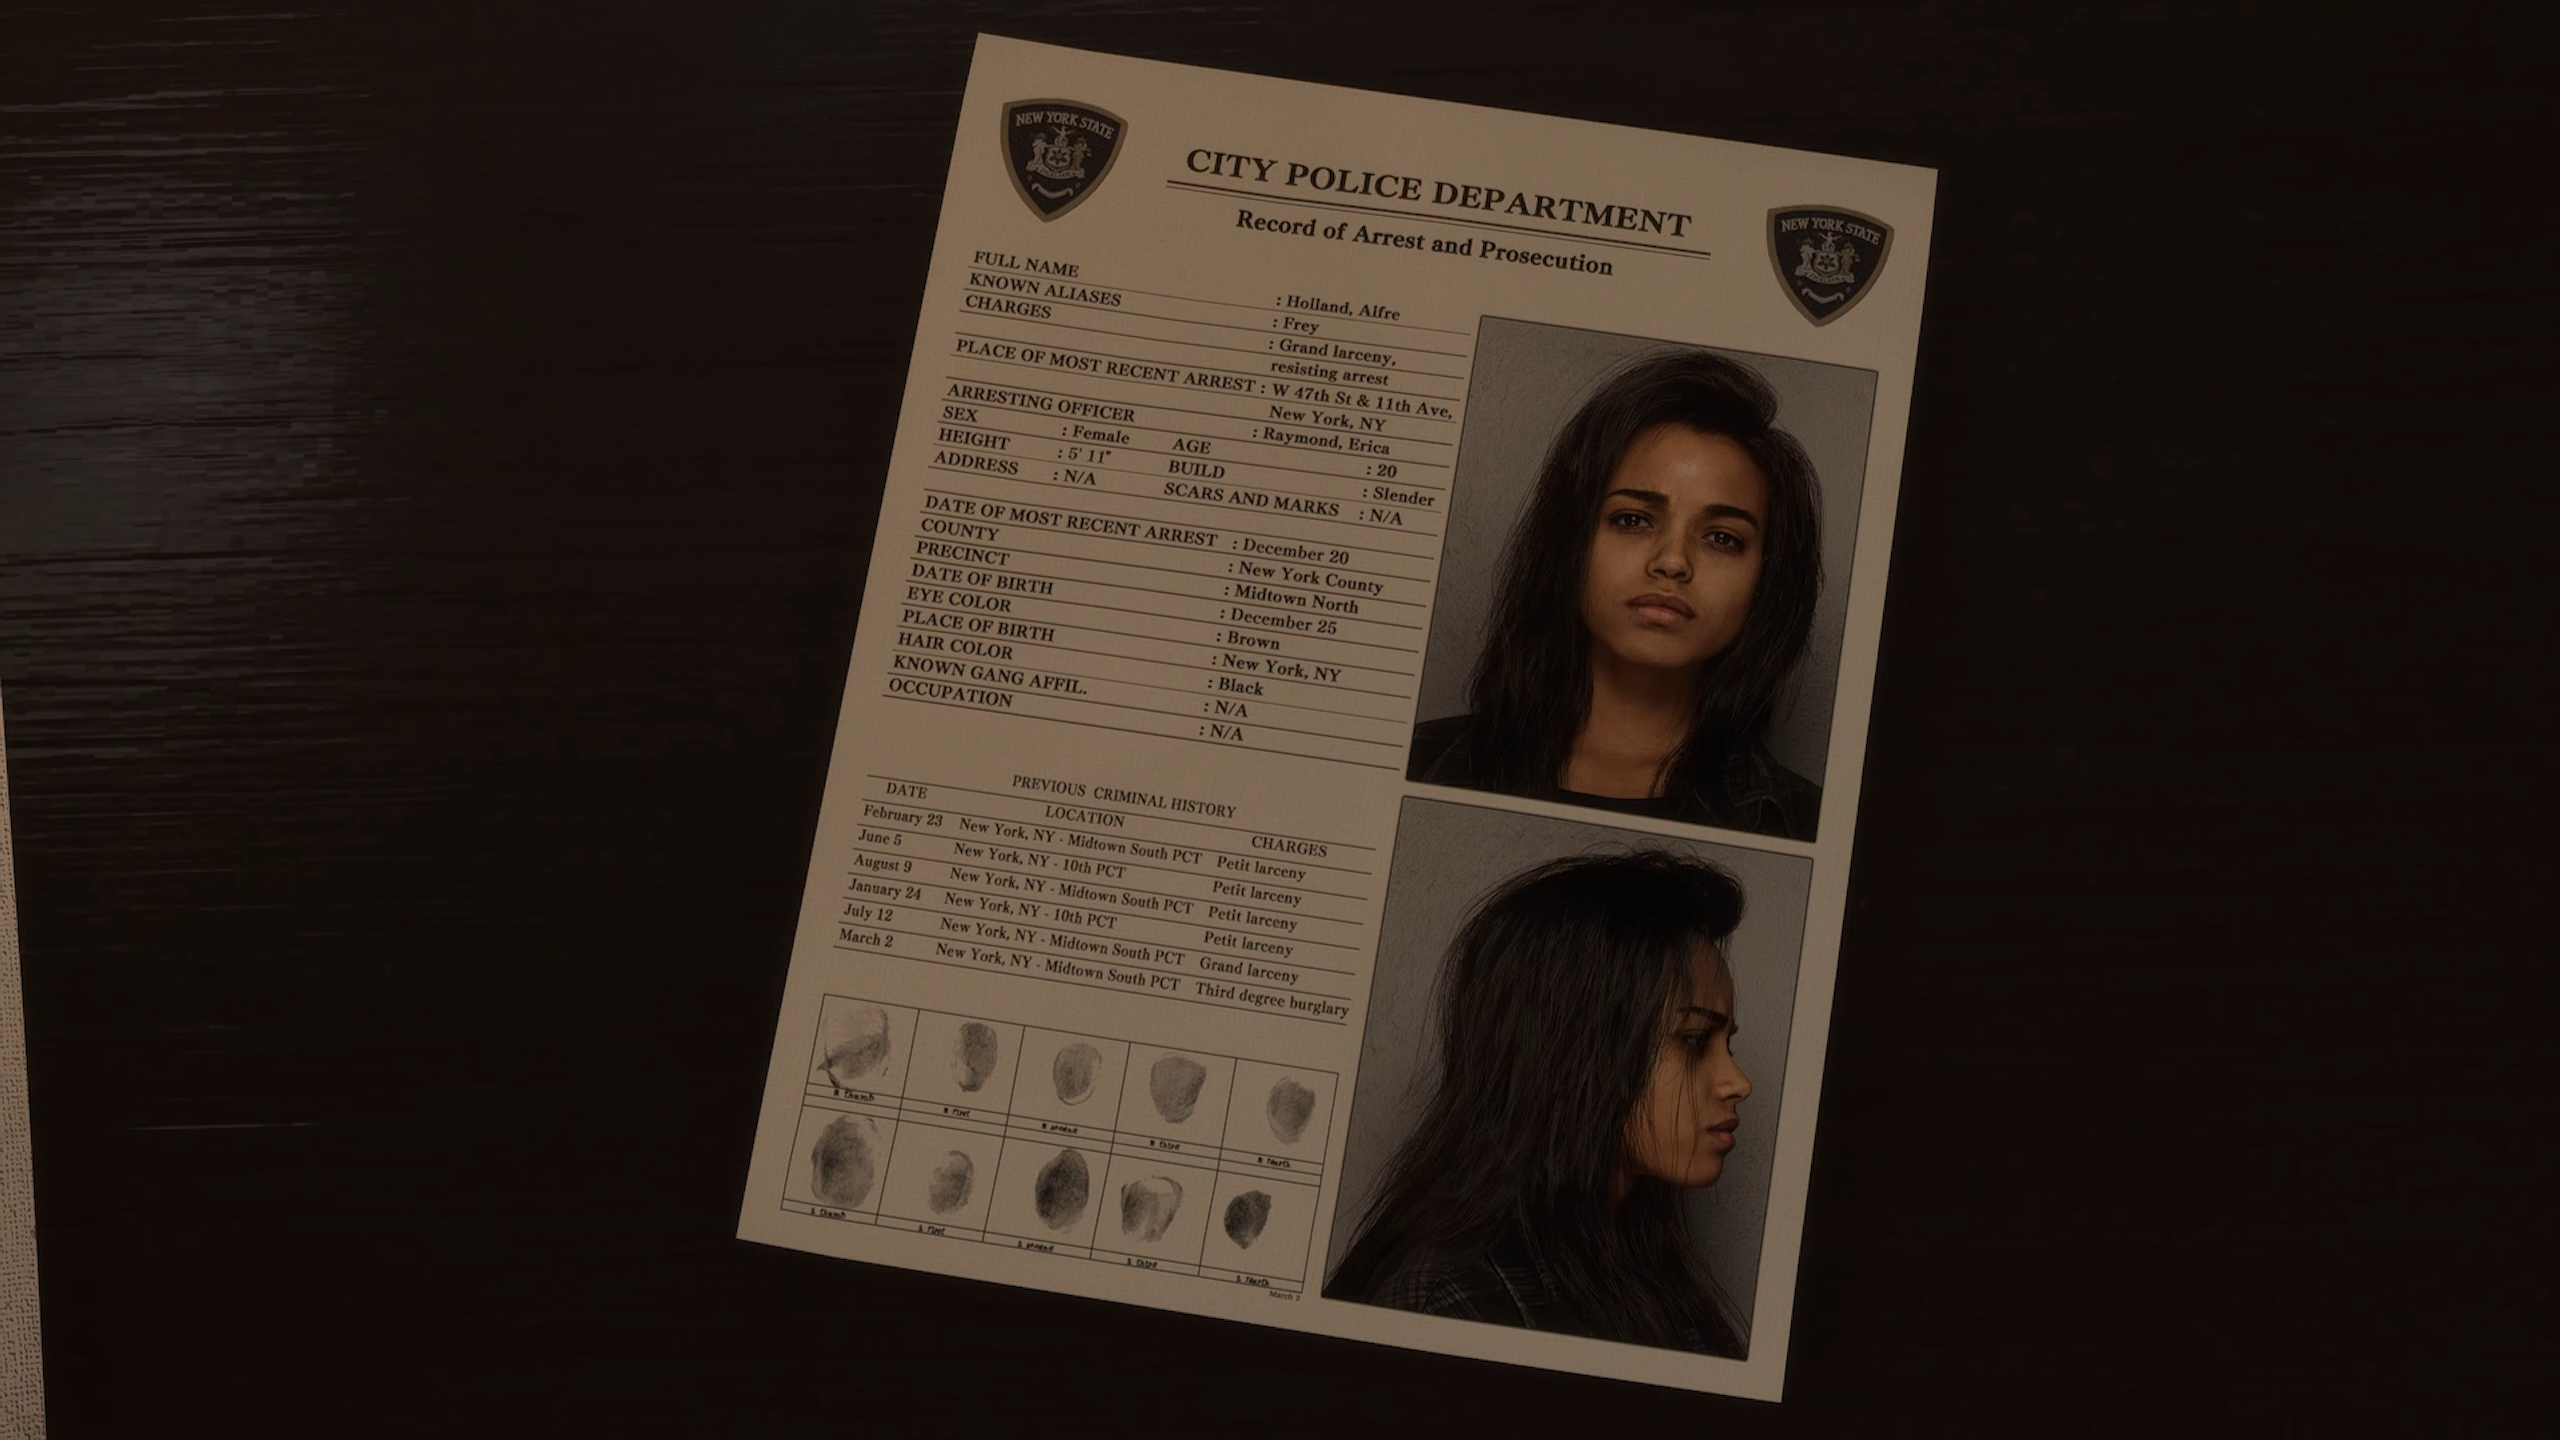 NEW YORK STATE
CITY POLICE DEPARTMENT
NEW YORK STATE
Record of Arrest and Prosecution
FULL NAME : Holland, Alfre
KNOWN ALIASES : Frey
CHARGES : Grand larceny,
resisting arrest
PLACE OF MOST RECENT ARREST : W 47th St & 11th Ave,
New York, NY
ARRESTING OFFICER : Raymond, Erica
SEX : Female AGE : 20
HEIGHT : 5' 11" BUILD : Slender
ADDRESS : N/A SCARS AND MARKS : N/A
DATE OF MOST RECENT ARREST : December 20
COUNTY : New York County
PRECINCT : Midtown North
DATE OF BIRTH : December 25
EYE COLOR : Brown
PLACE OF BIRTH : New York, NY
HAIR COLOR : Black
KNOWN GANG AFFIL. : N/A
OCCUPATION : N/A
PREVIOUS CRIMINAL HISTORY
DATE LOCATION CHARGES
February 23 New York, NY - Midtown South PCT Petit larceny
June 5 New York, NY - 10th PCT Petit larceny
August 9 New York, NY - Midtown South PCT Petit larceny
January 24 New York, NY - 10th PCT Petit larceny
July 12 New York, NY - Midtown South PCT Grand larceny
March 2 New York, NY - Midtown South PCT Third degree burglary
March 2